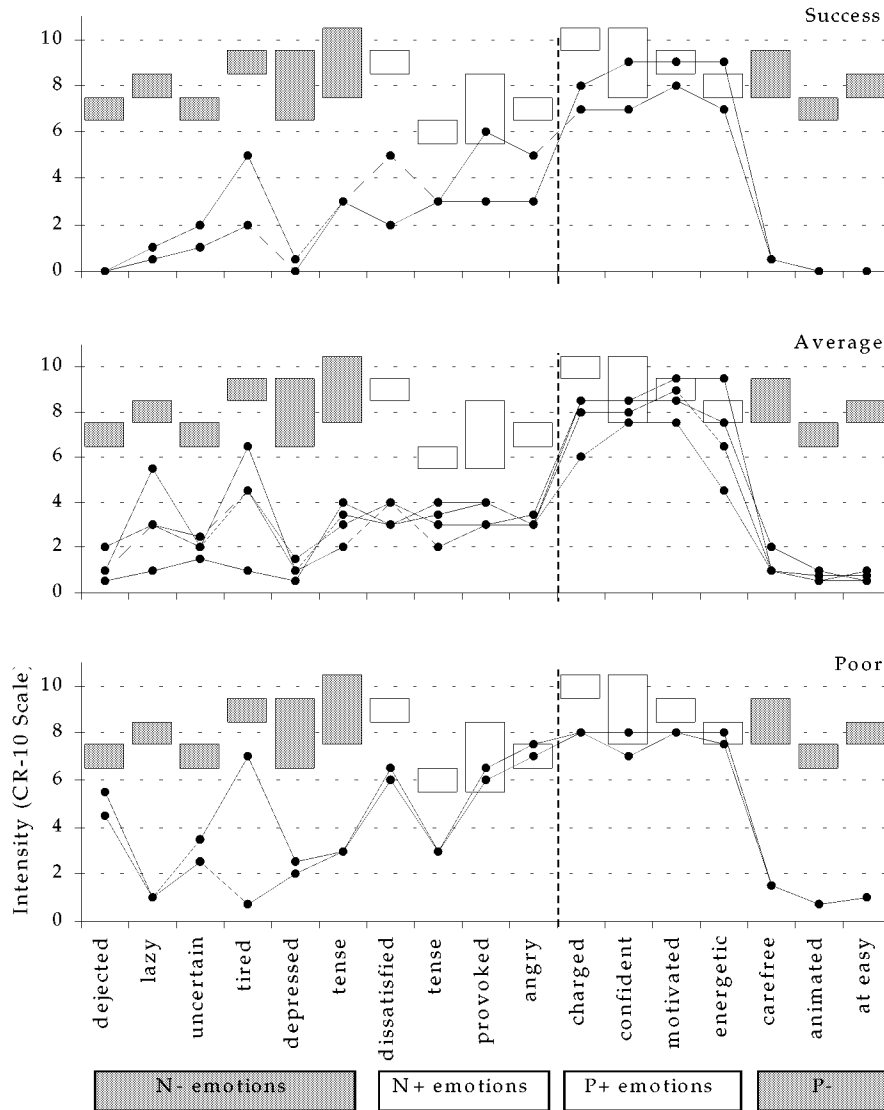 Success
10
8
6
4
2
0
Average
10
8
6
4
2
0
Poor
10
8
6
4
2
0
Intensity (CR-10 Scale)
dejected
lazy
uncertain
tired
depressed
tense
dissatisfied
tense
provoked
angry
charged
confident
motivated
energetic
carefree
animated
at easy
N- emotions
N+ emotions
P+ emotions
P-